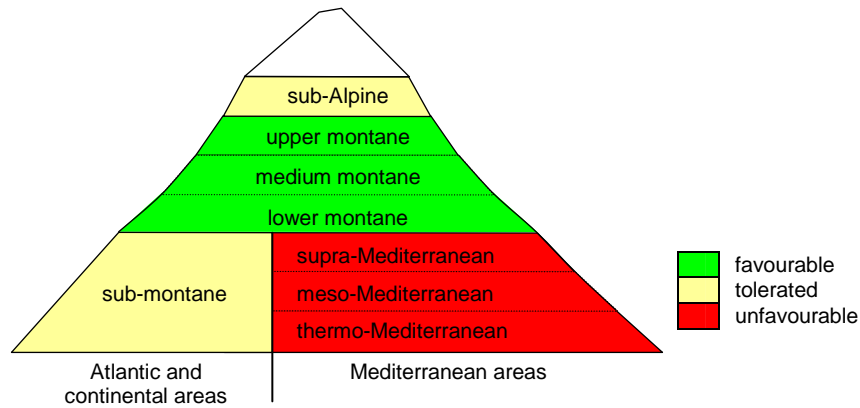 sub-Alpine
upper montane
medium montane
lower montane
supra-Mediterranean
sub-montane
meso-Mediterranean
thermo-Mediterranean
favourable
tolerated
unfavourable
Atlantic and
continental areas
Mediterranean areas